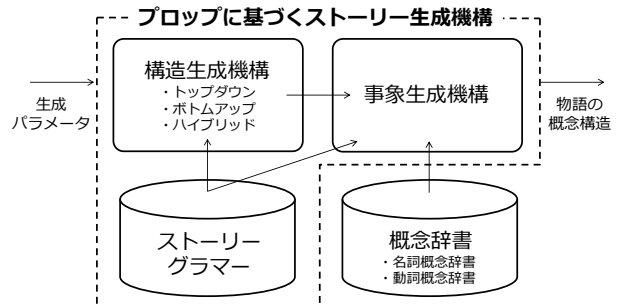 プロップに基づくストーリー生成機構
生成
パラメータ
構造生成機構
・トップダウン
・ボトムアップ
・ハイブリッド
事象生成機構
物語の
概念構造
ストーリー
グラマー
概念辞書
・名詞概念辞書
・動詞概念辞書